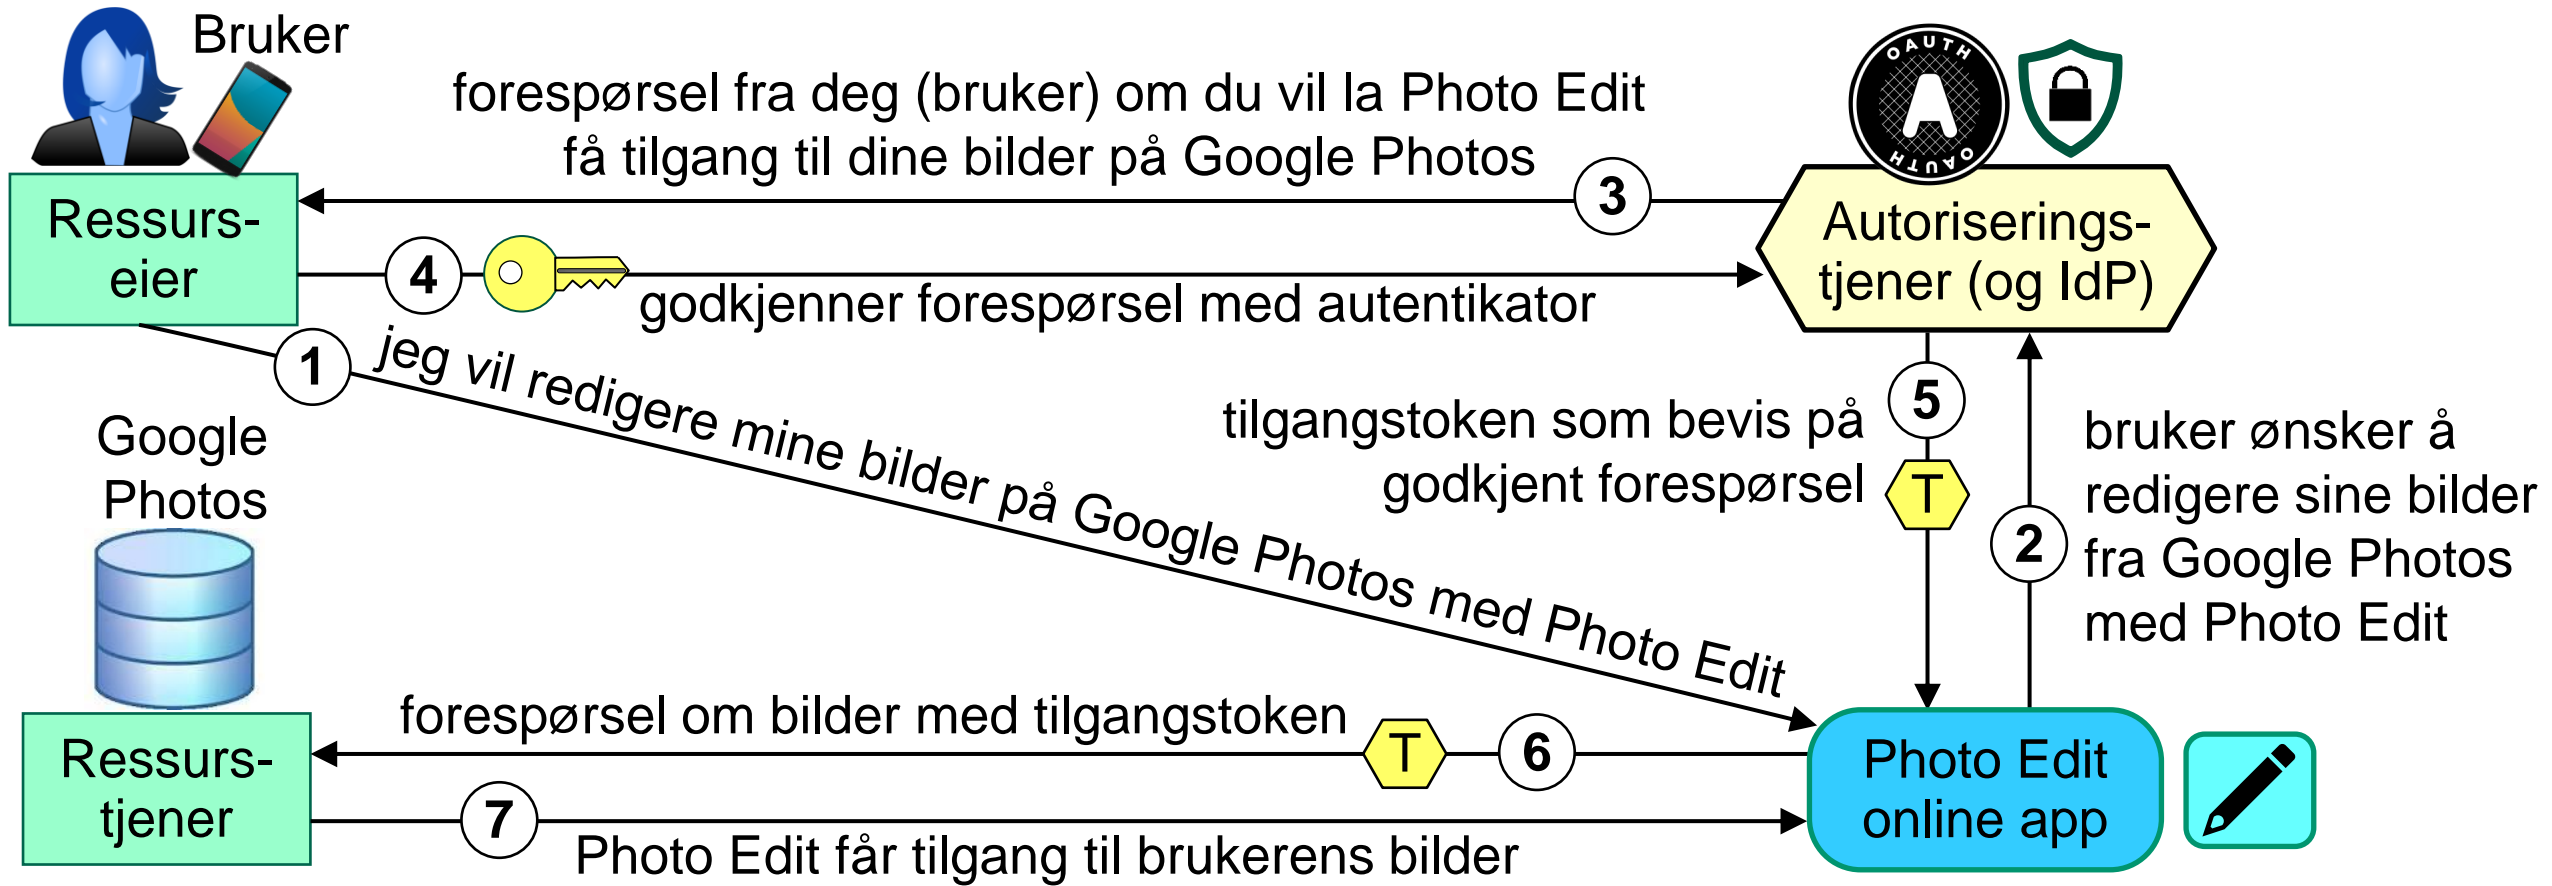 Bruker
OAUTH
A
OAUTH
forespørsel fra deg (bruker) om du vil la Photo Edit
få tilgang til dine bilder på Google Photos
3
Ressurs-
eier
Autoriserings-
tjener (og IdP)
4
godkjenner forespørsel med autentikator
1
jeg vil redigere mine bilder på Google Photos med Photo Edit
5
tilgangstoken som bevis på
godkjent forespørsel
T
2
bruker ønsker å
redigere sine bilder
fra Google Photos
med Photo Edit
Google
Photos
forespørsel om bilder med tilgangstoken
T
6
Ressurs-
tjener
7
Photo Edit får tilgang til brukerens bilder
Photo Edit
online app